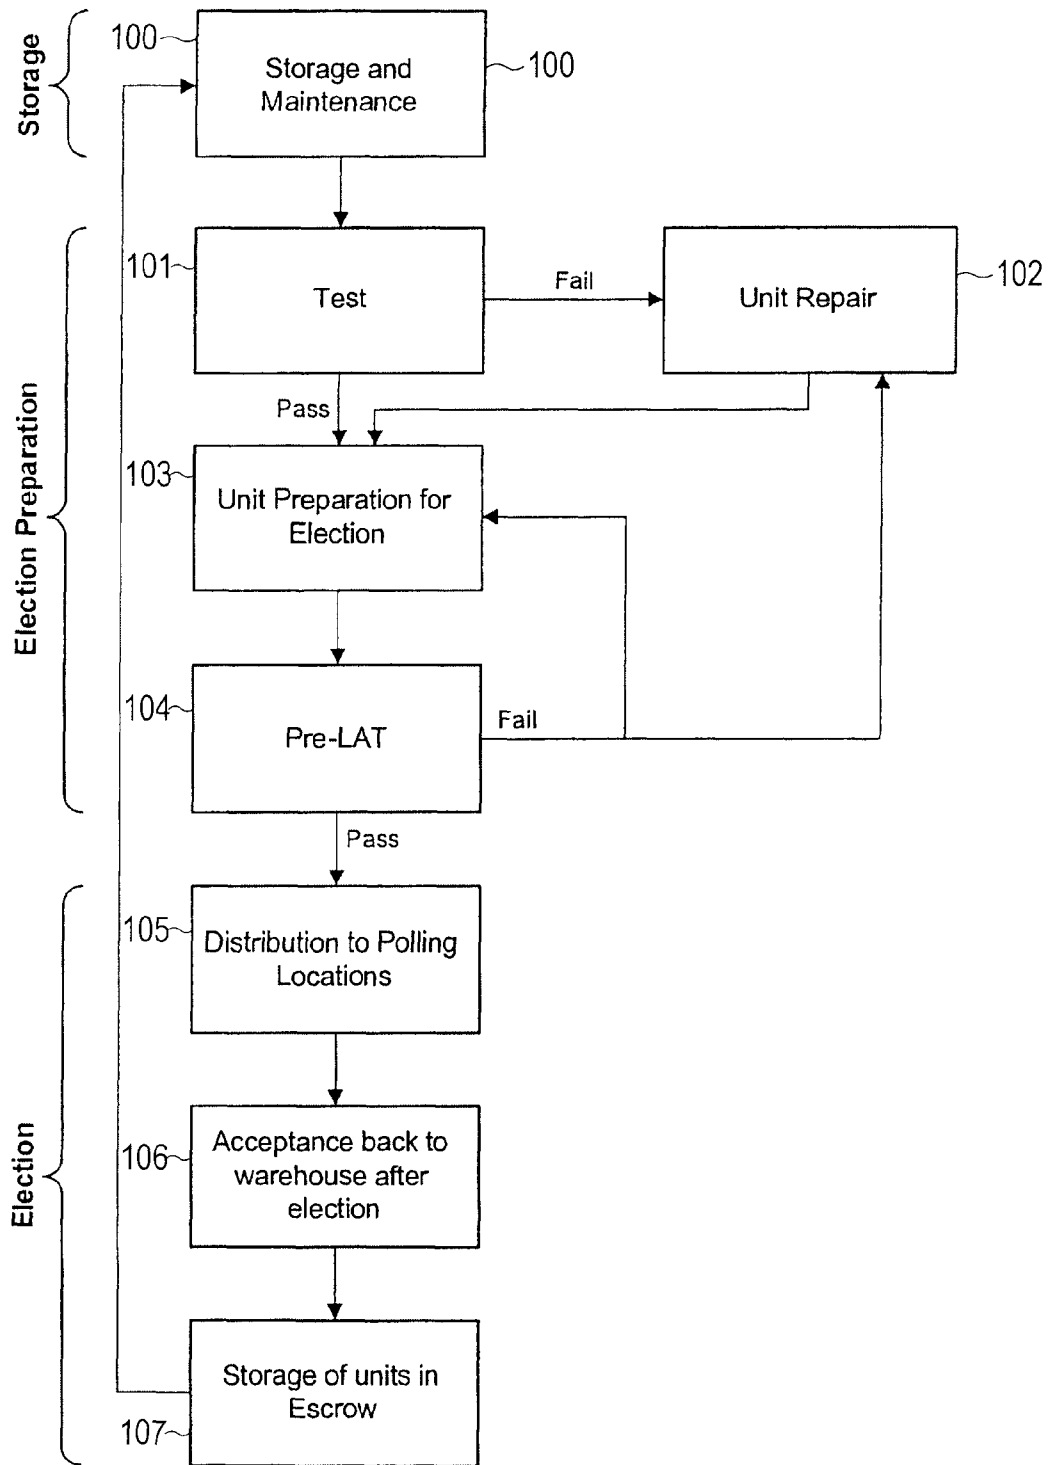 Storage
100
Storage and
Maintenance
100
Election Preparation
101
Test
Fail
Unit Repair
102
Pass
103
Unit Preparation for
Election
104
Pre-LAT
Fail
Pass
Election
105
Distribution to Polling
Locations
106
Acceptance back to
warehouse after
election
Storage of units in
Escrow
107